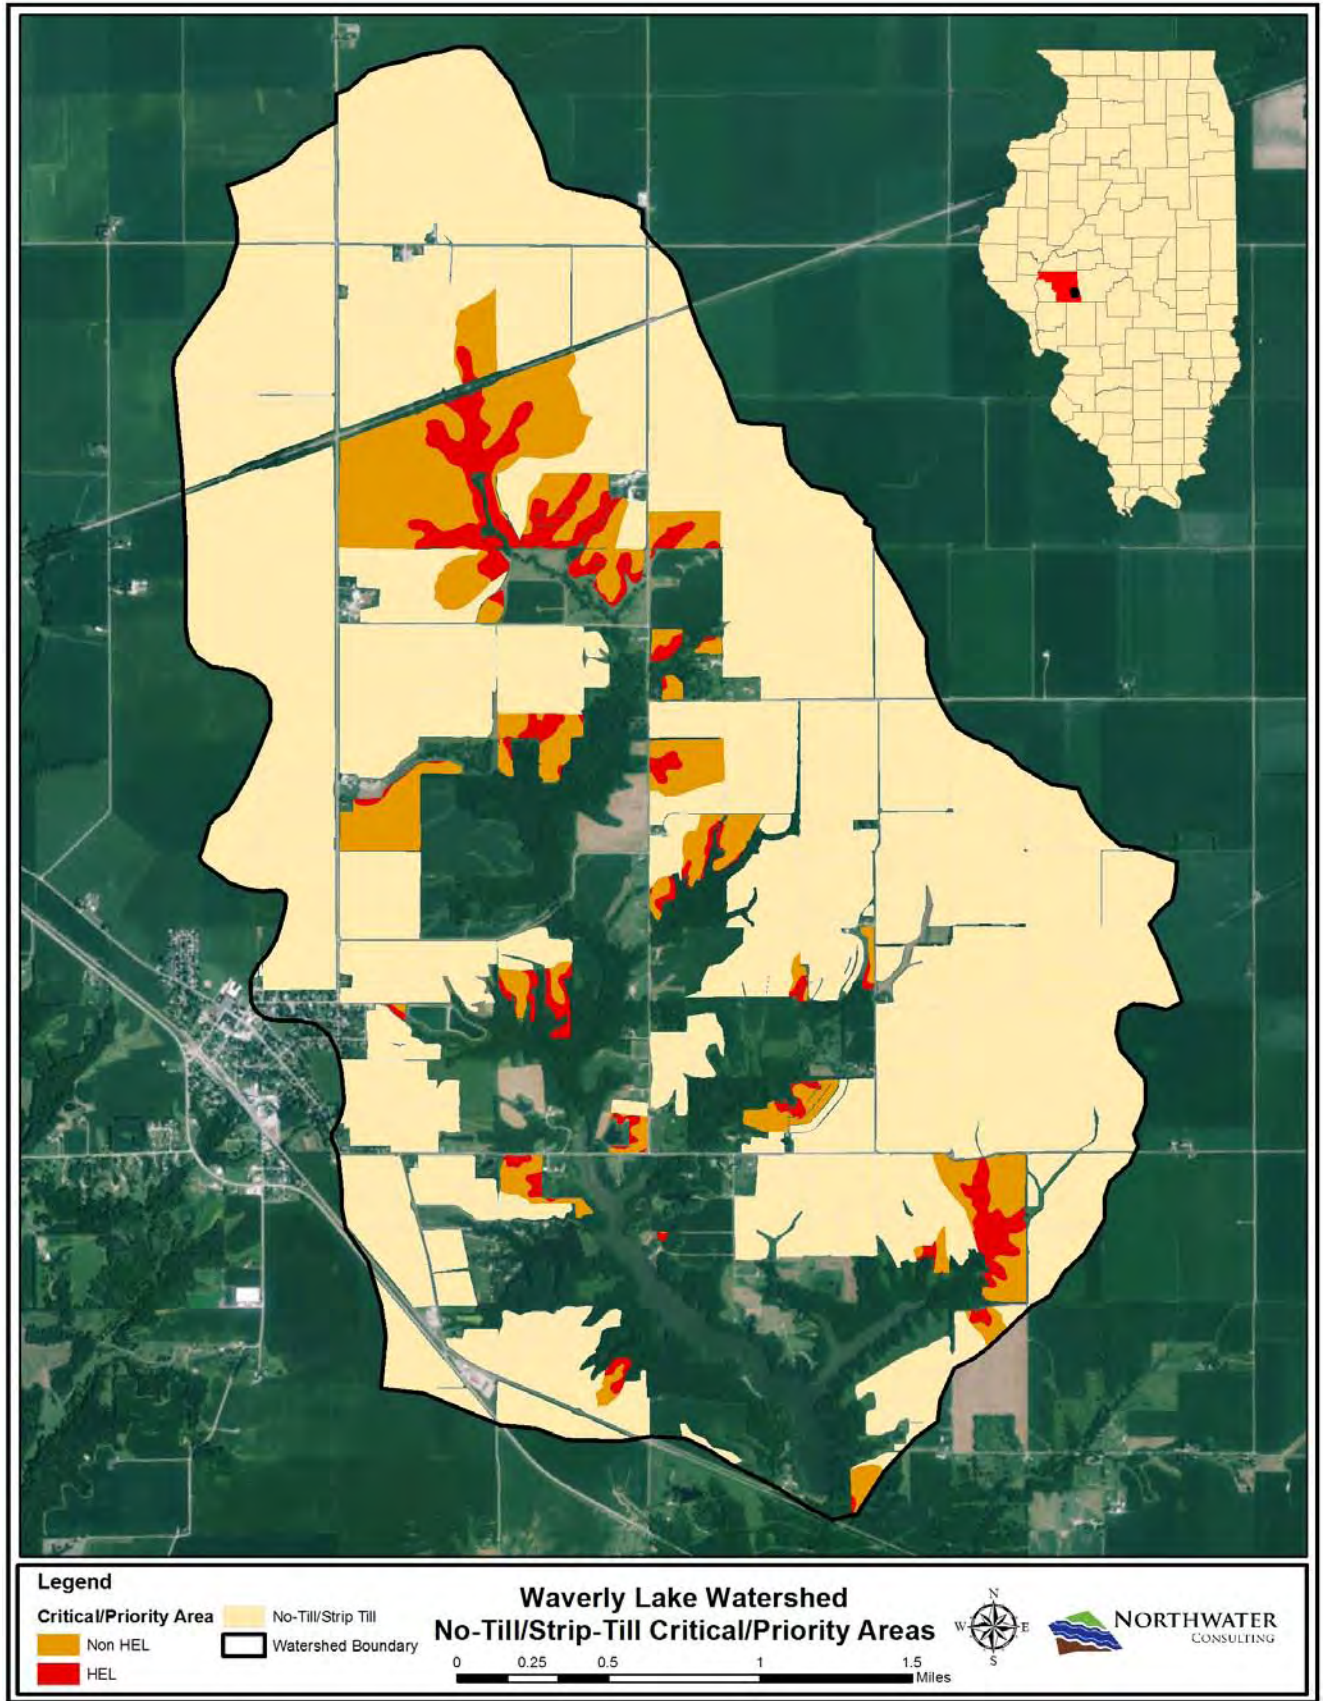 Legend
Critical/Priority Area
Non HEL
HEL
No-Till/Strip Till
Watershed Boundary
Waverly Lake Watershed
No-Till/Strip-Till Critical/Priority Areas
0 0.25 0.5 1 1.5
Miles
N
W E
S
NORTHWATER
CONSULTING